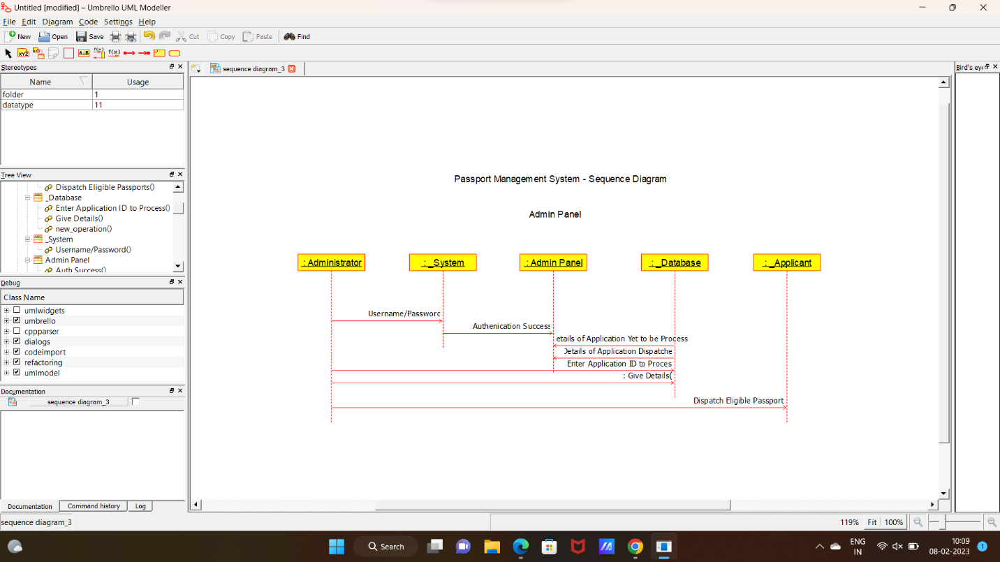 Untitled [modified] – Umbrello UML Modeller
File Edit Diagram Code Settings Help
New Open Save Cut Copy Paste Find
XYZ A↓B f(x) f(x)
Stereotypes
Name Usage
folder 1
datatype 11
Tree View
Dispatch Eligible Passports()
_Database
Enter Application ID to Process()
Give Details()
new_operation()
_System
Username/Password()
Admin Panel
Auth Success()
Debug
Class Name
umlwidgets
umbrello
cppparser
dialogs
codeimport
refactoring
umlmodel
Documentation
sequence diagram_3
Documentation Command history Log
sequence diagram_3
sequence diagram_3
Passport Management System - Sequence Diagram
Admin Panel
: Administrator : _System : Admin Panel : _Database : _Applicant
Username/Password
Authenication Success
etails of Application Yet to be Process
Details of Application Dispatche
Enter Application ID to Proces
: Give Details(
Dispatch Eligible Passport
Bird's eye
119% Fit 100%
Search
ENG
IN
10:09
08-02-2023
1